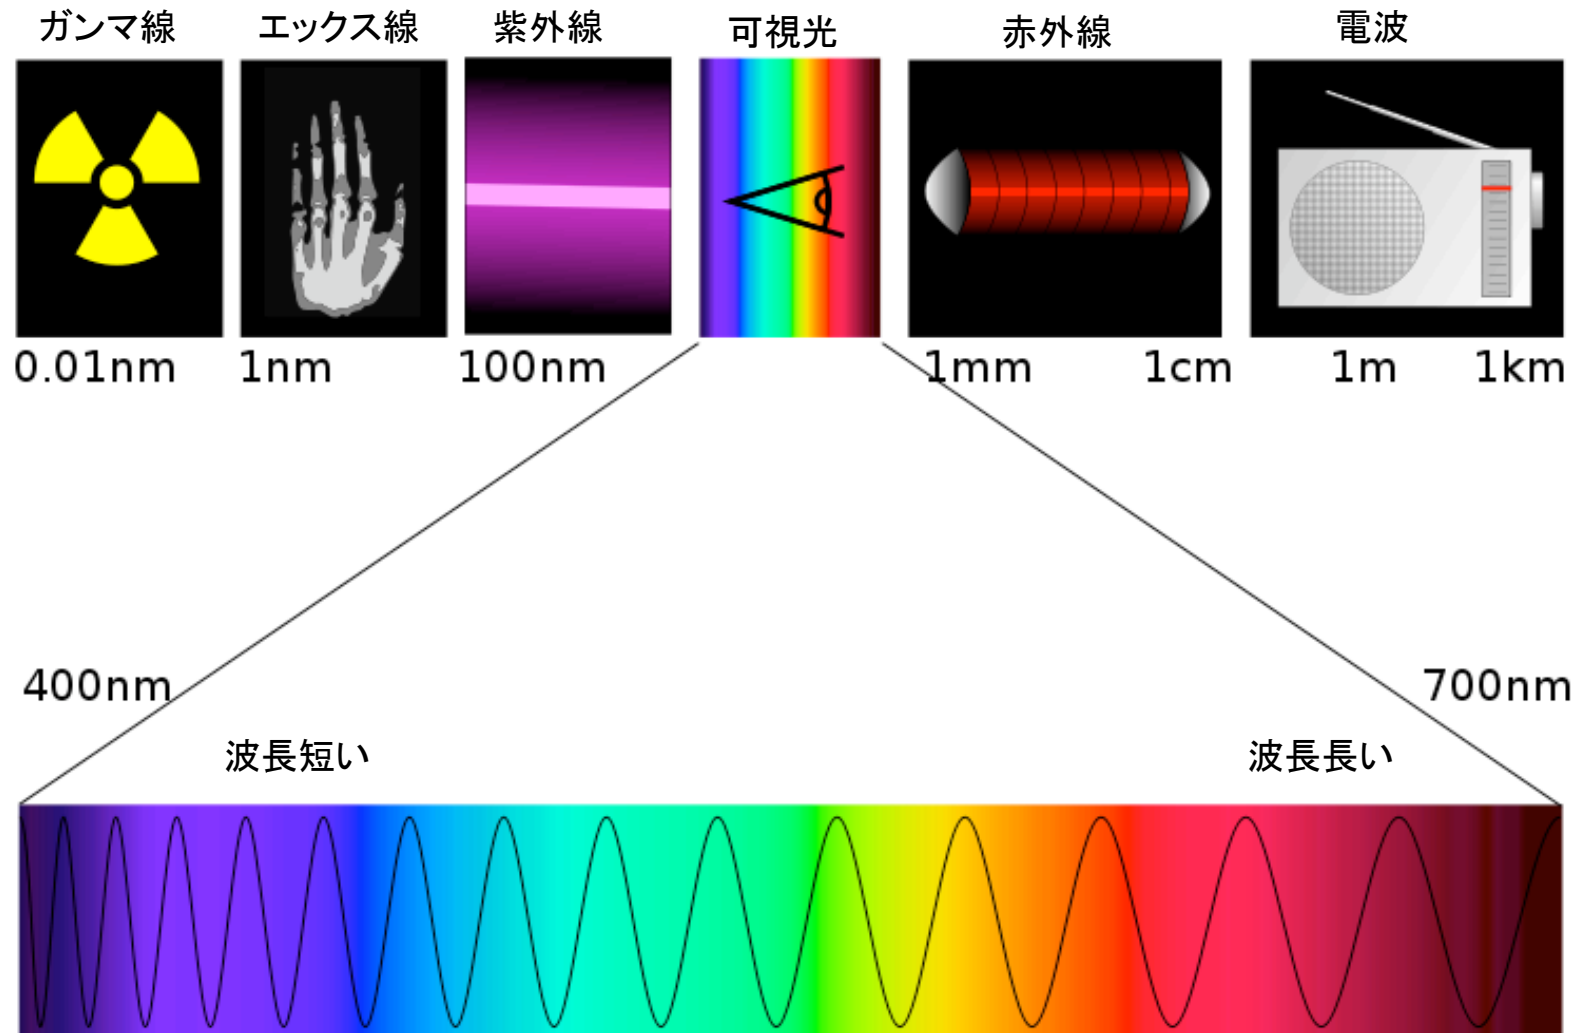 ガンマ線 エックス線 紫外線 可視光 赤外線 電波
0.01nm 1nm 100nm 1mm 1cm 1m 1km
400nm 700nm
波長短い 波長長い